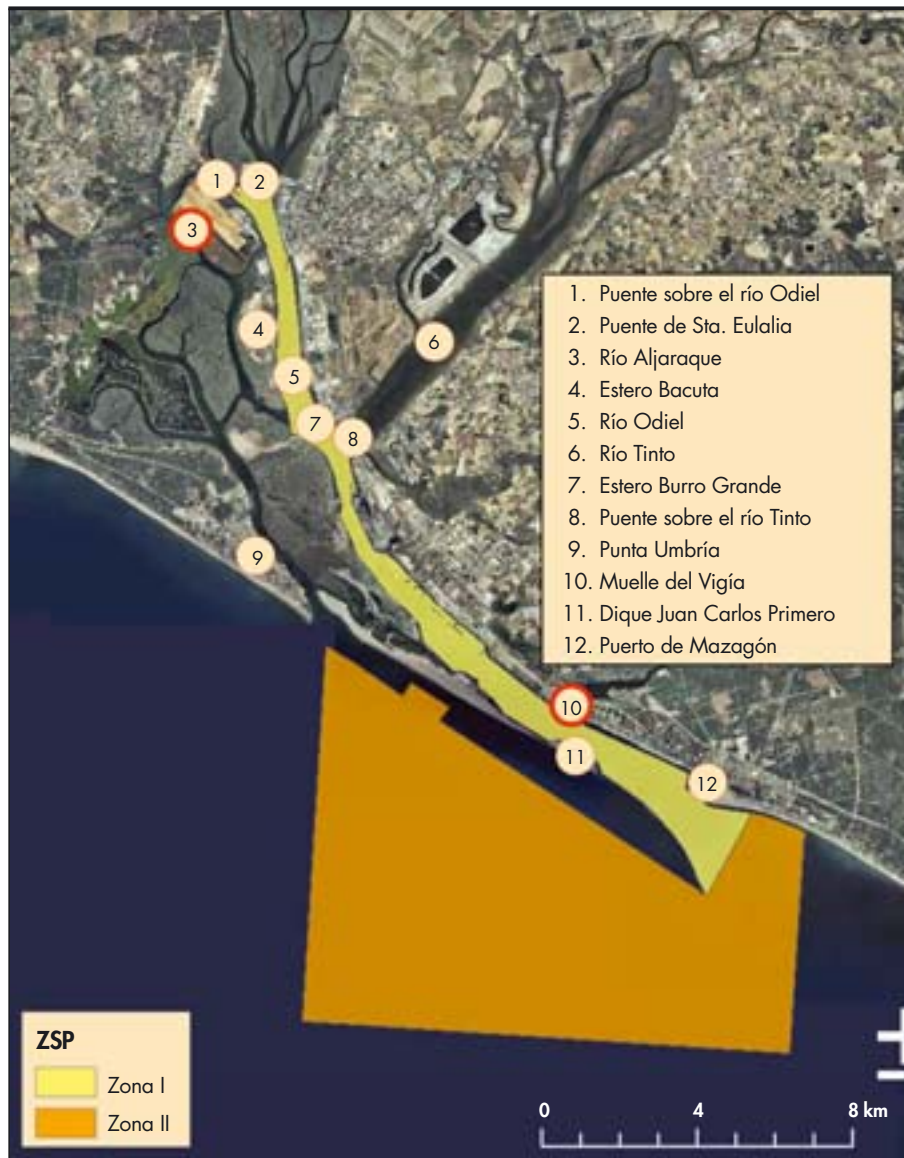 1
2
3
4
5
6
7
8
9
10
11
12
1. Puente sobre el río Odiel
2. Puente de Sta. Eulalia
3. Río Aljaraque
4. Estero Bacuta
5. Río Odiel
6. Río Tinto
7. Estero Burro Grande
8. Puente sobre el río Tinto
9. Punta Umbría
10. Muelle del Vigía
11. Dique Juan Carlos Primero
12. Puerto de Mazagón
ZSP
Zona I
Zona II
0 4 8 km